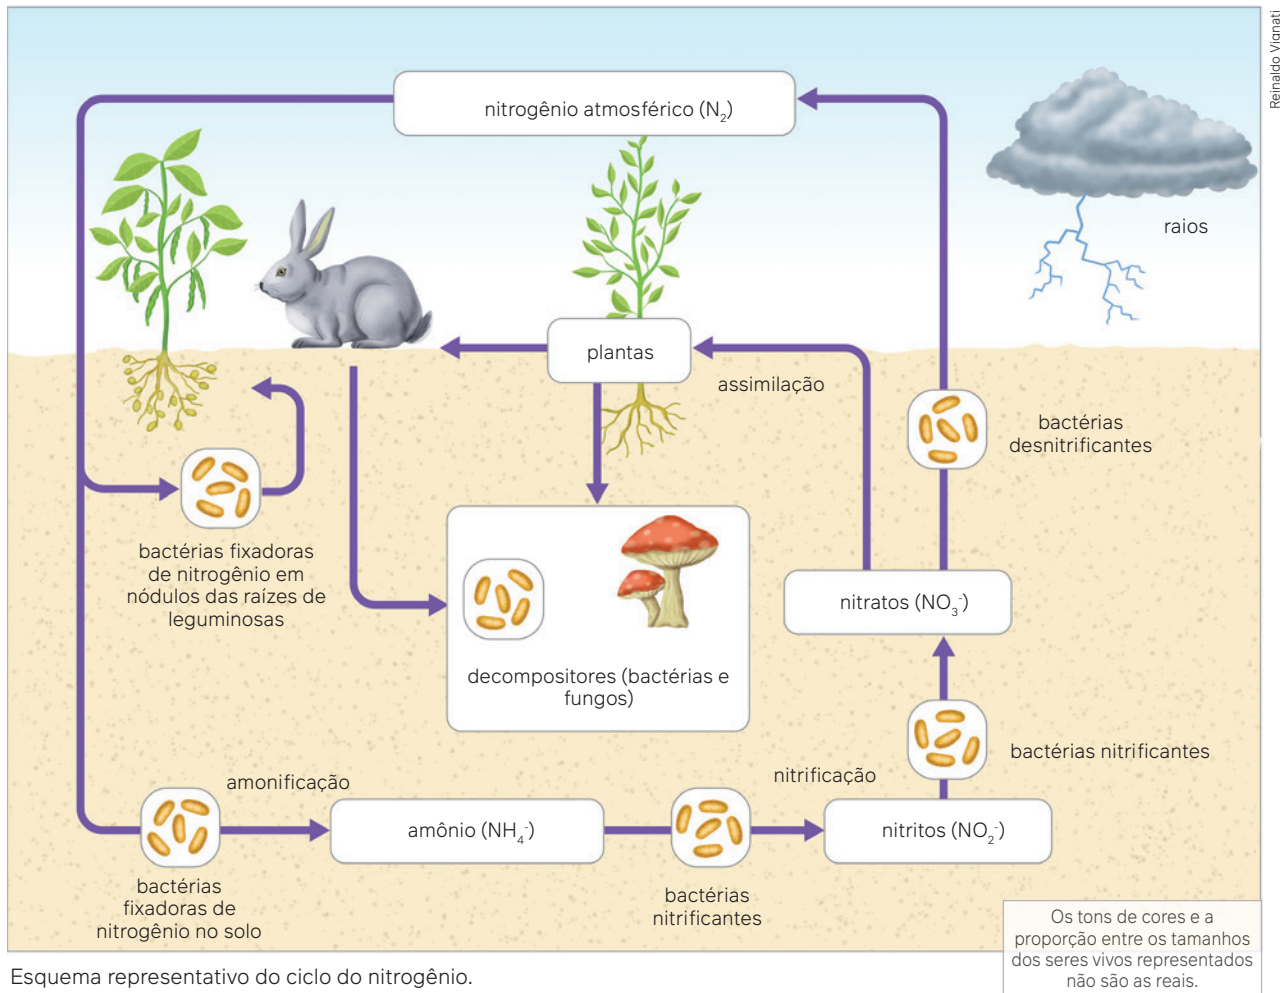 Reinaldo Vignati
nitrogênio atmosférico (N₂)
raios
plantas
assimilação
bactérias
desnitrificantes
bactérias fixadoras
de nitrogênio em
nódulos das raízes de
leguminosas
nitratos (NO₃⁻)
decompositores (bactérias e
fungos)
bactérias nitrificantes
amonificação
nitrificação
amônio (NH₄⁻)
nitritos (NO₂⁻)
bactérias
fixadoras de
nitrogênio no solo
bactérias
nitrificantes
Os tons de cores e a
proporção entre os tamanhos
dos seres vivos representados
não são as reais.
Esquema representativo do ciclo do nitrogênio.